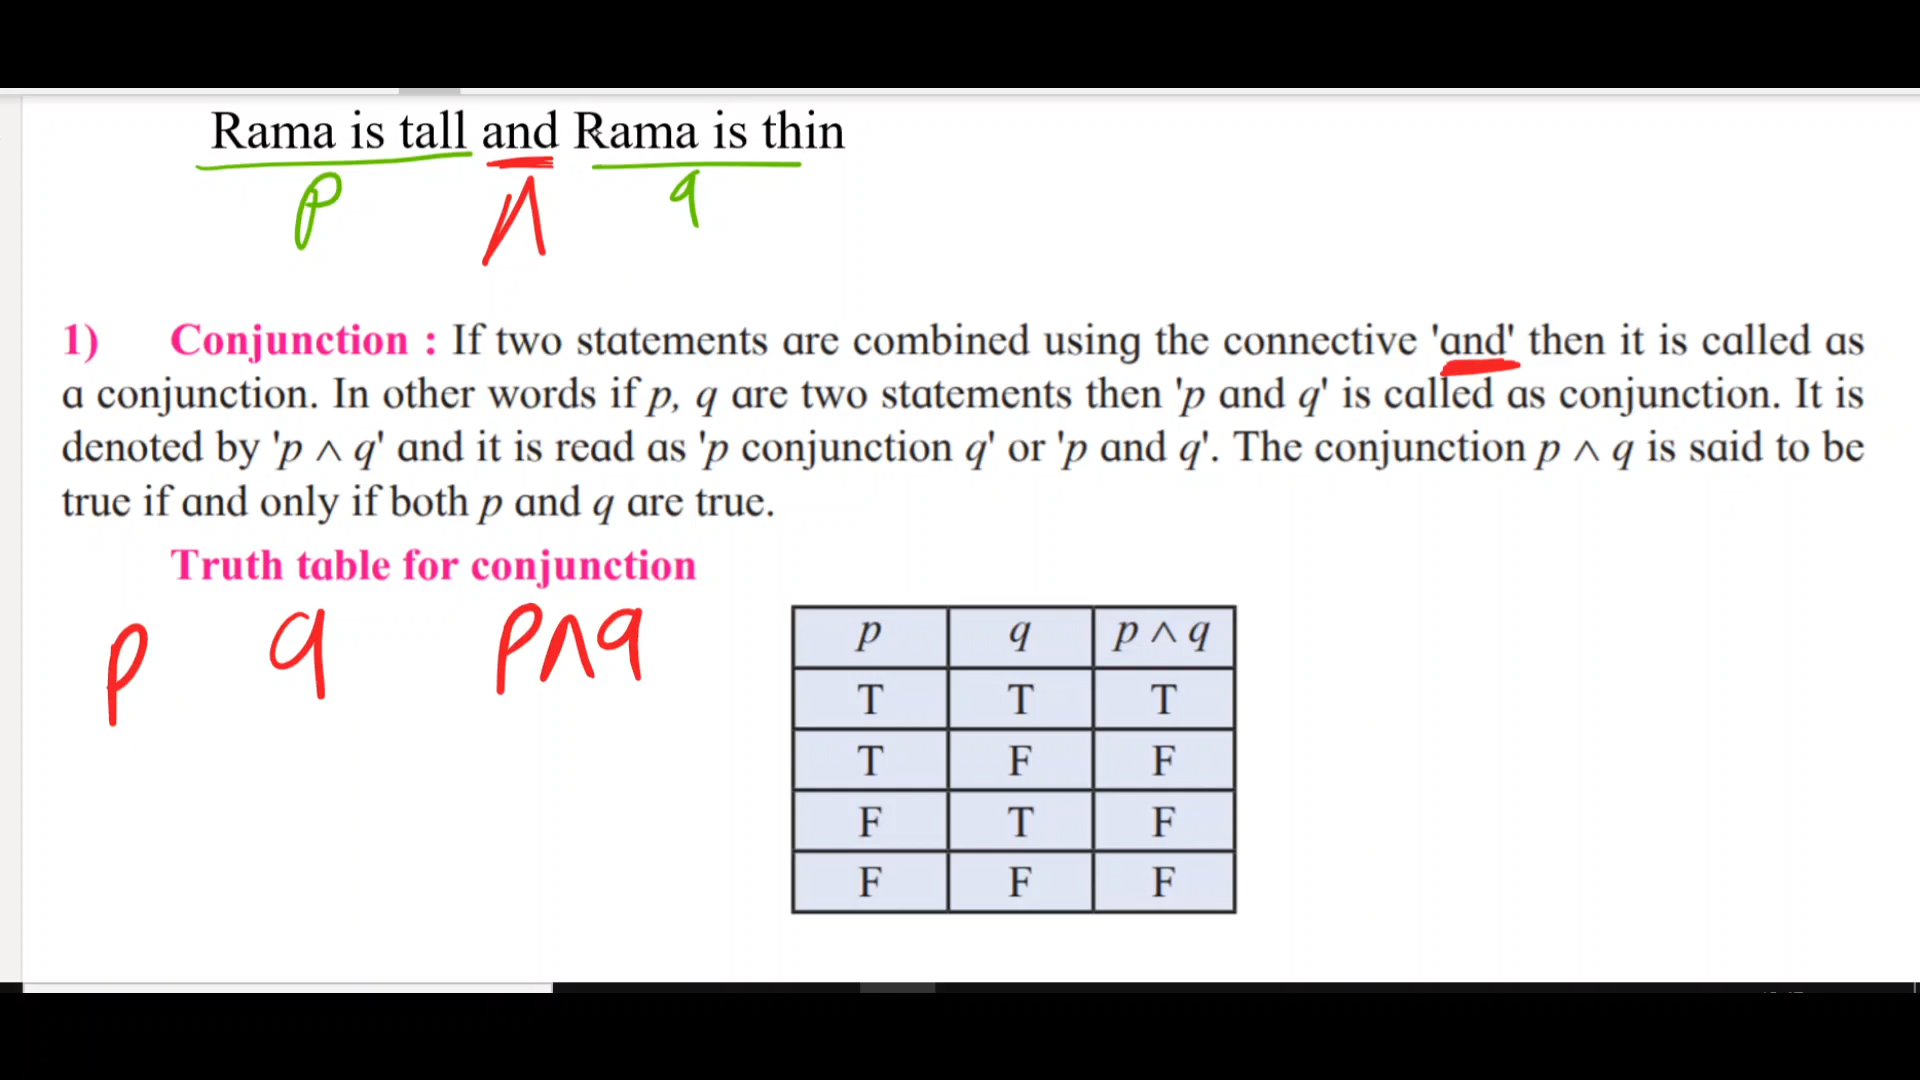 Rama is tall and Rama is thin
p ∧ q
1) Conjunction : If two statements are combined using the connective 'and' then it is called as
a conjunction. In other words if p, q are two statements then 'p and q' is called as conjunction. It is
denoted by 'p ∧ q' and it is read as 'p conjunction q' or 'p and q'. The conjunction p ∧ q is said to be
true if and only if both p and q are true.
Truth table for conjunction
p q p∧q
p q p ∧ q
T T T
T F F
F T F
F F F